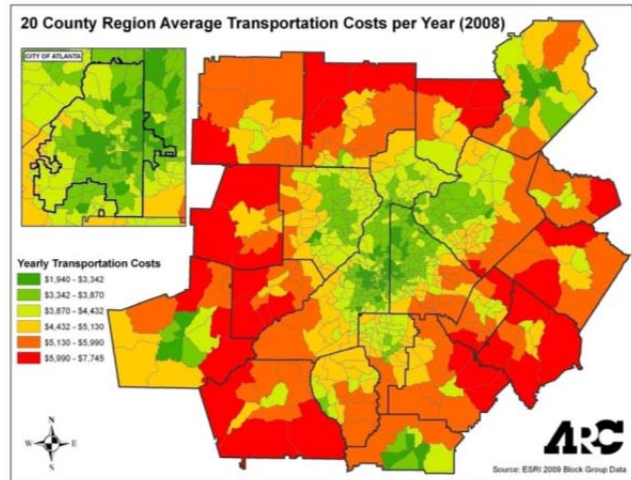 20 County Region Average Transportation Costs per Year (2008)
CITY OF ATLANTA
Yearly Transportation Costs
$1,940 - $3,342
$3,342 - $3,870
$3,870 - $4,432
$4,432 - $5,130
$5,130 - $5,990
$5,990 - $7,745
N
W E
S
ARC
Source: ESRI 2009 Block Group Data